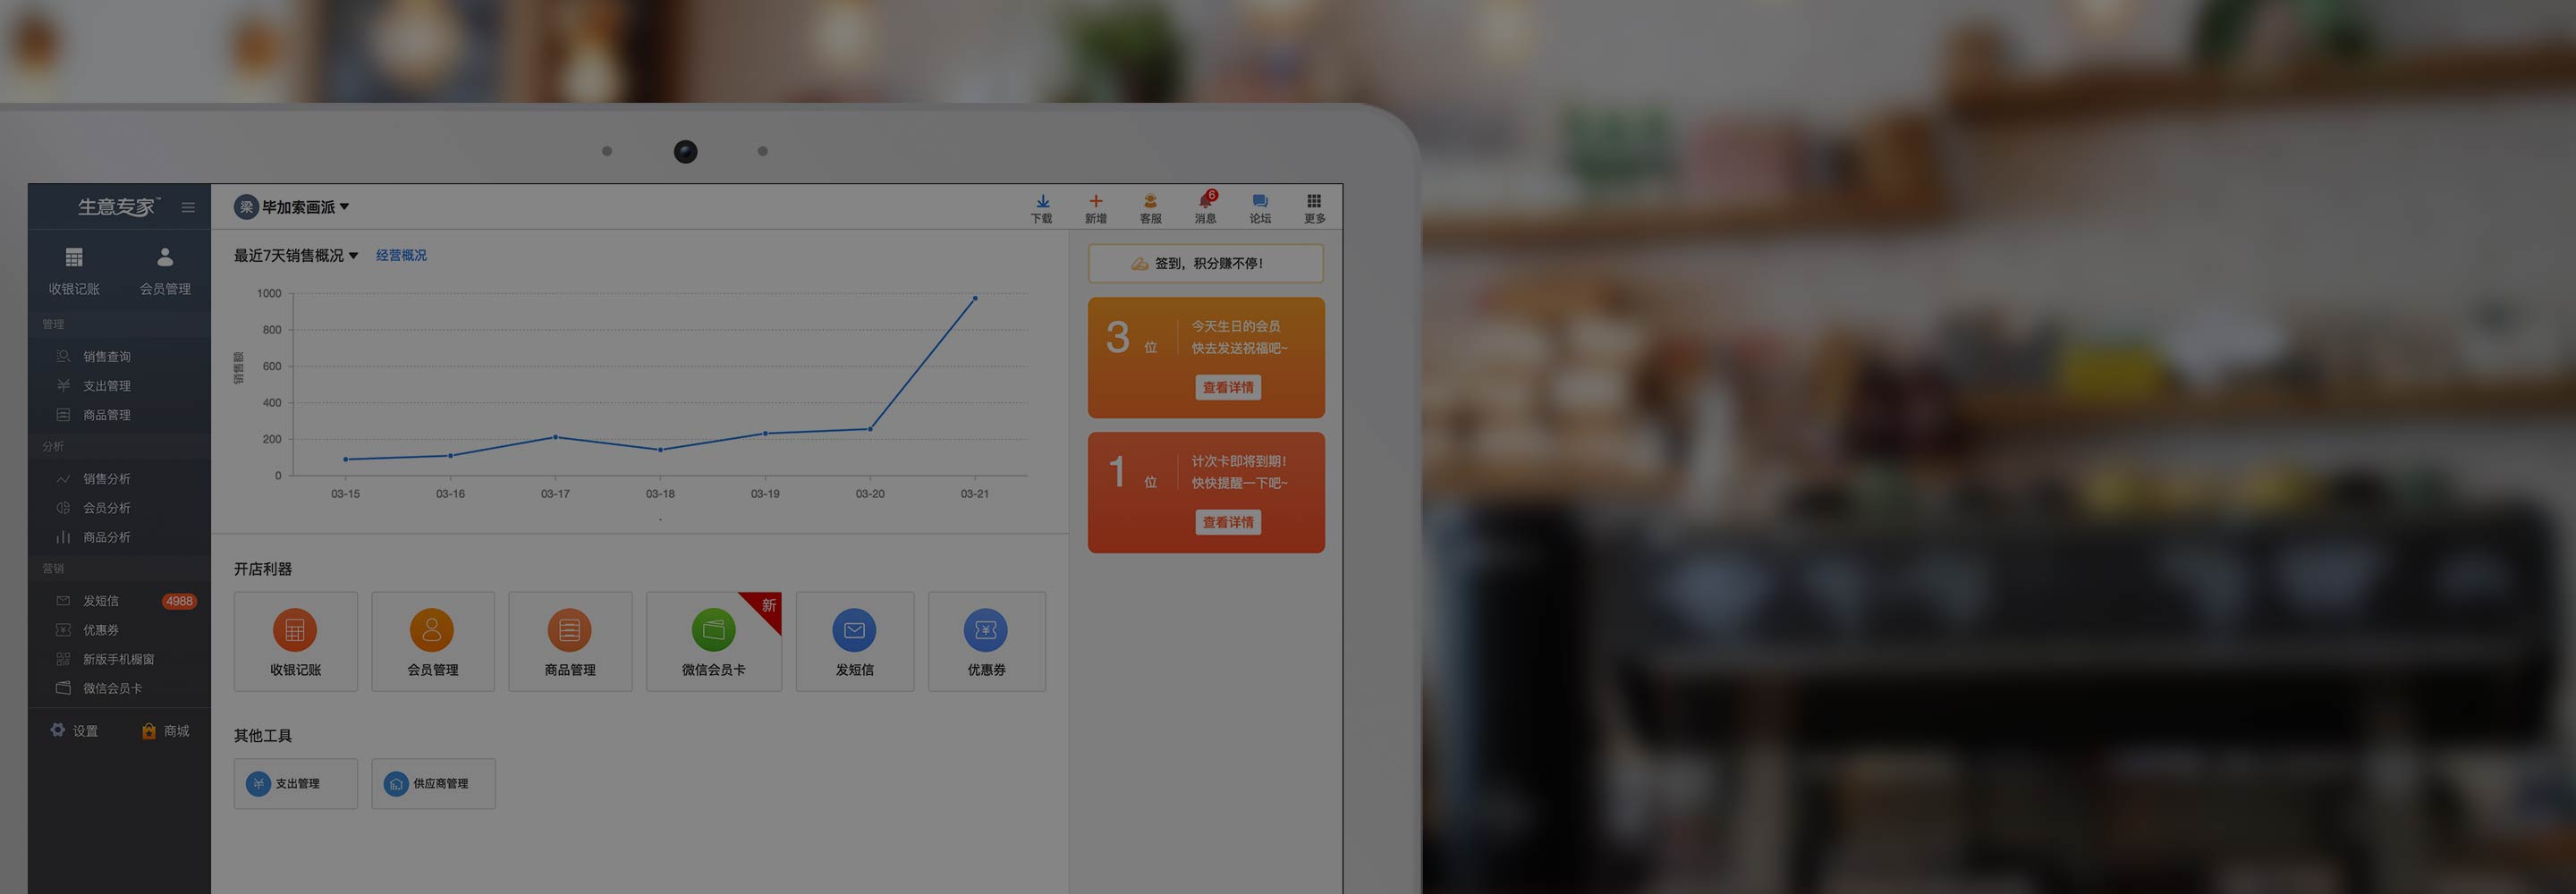 生意专家™
收银记账 会员管理
管理
销售查询
支出管理
商品管理
分析
销售分析
会员分析
商品分析
营销
发短信 4988
优惠券
新版手机橱窗
微信会员卡
设置 商城
梁 毕加索画派
下载 新增 客服 6 消息 论坛 更多
最近7天销售概况 经营概况
销售额
1000
800
600
400
200
0
03-15 03-16 03-17 03-18 03-19 03-20 03-21
开店利器
收银记账 会员管理 商品管理 新 微信会员卡 发短信 优惠券
其他工具
支出管理 供应商管理
签到，积分赚不停！
3 位
今天生日的会员
快去发送祝福吧~
查看详情
1 位
计次卡即将到期！
快快提醒一下吧~
查看详情